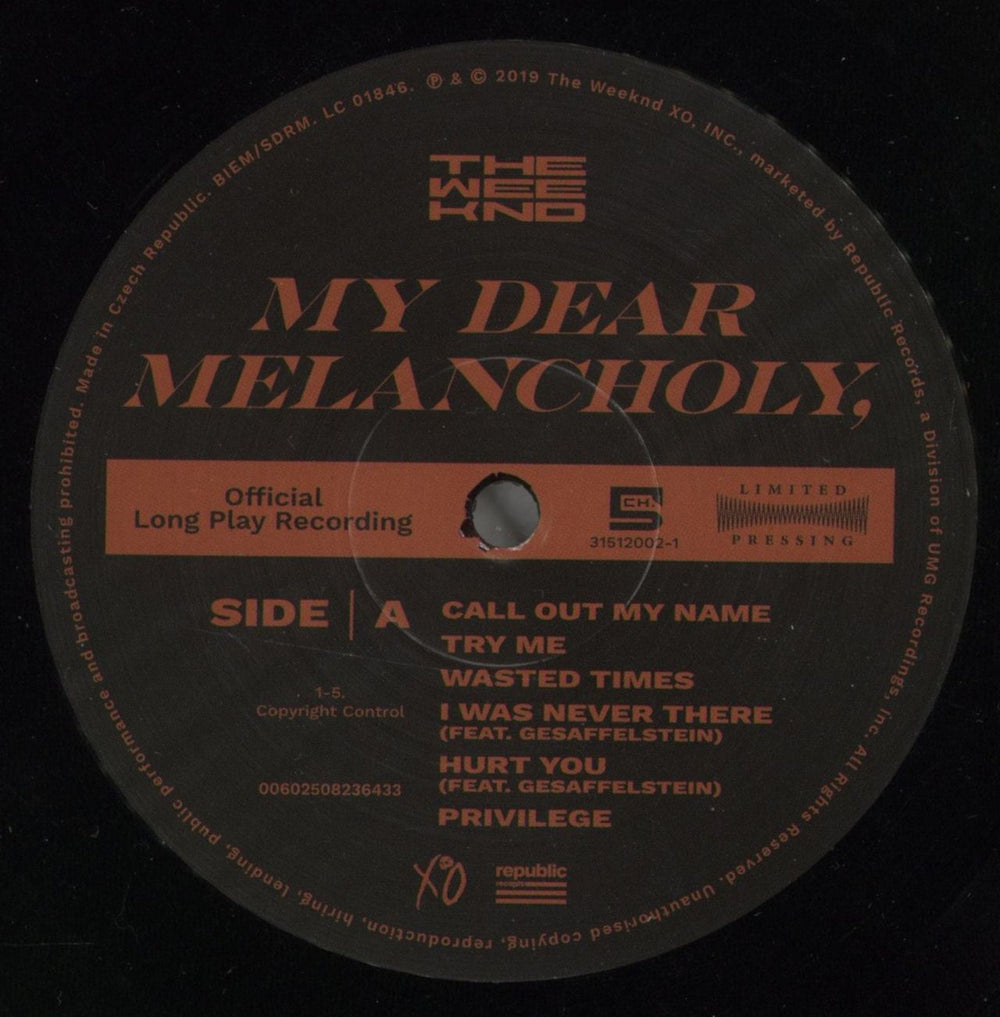 THE
WEE
KND
MY DEAR
MELANCHOLY,
Official
Long Play Recording
5 CH.
31512002-1
LIMITED
PRESSING
SIDE | A
1-5.
Copyright Control
00602508236433
CALL OUT MY NAME
TRY ME
WASTED TIMES
I WAS NEVER THERE
(FEAT. GESAFFELSTEIN)
HURT YOU
(FEAT. GESAFFELSTEIN)
PRIVILEGE
XO
republic
records
℗ & © 2019 The Weeknd XO, INC., marketed by Republic Records, a Division of UMG Recordings, Inc. All Rights Reserved. Unauthorised copying, reproduction, hiring, lending, public performance and broadcasting prohibited. Made in Czech Republic. BIEM/SDRM. LC 01846.